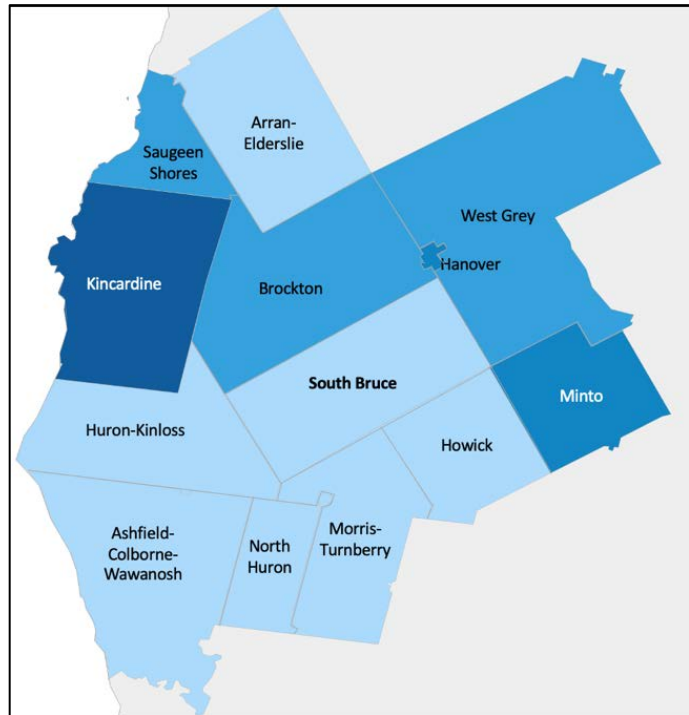 Arran-
Elderslie
Saugeen
Shores
West Grey
Hanover
Kincardine
Brockton
South Bruce
Minto
Huron-Kinloss
Howick
Ashfield-
Colborne-
Wawanosh
North
Huron
Morris-
Turnberry